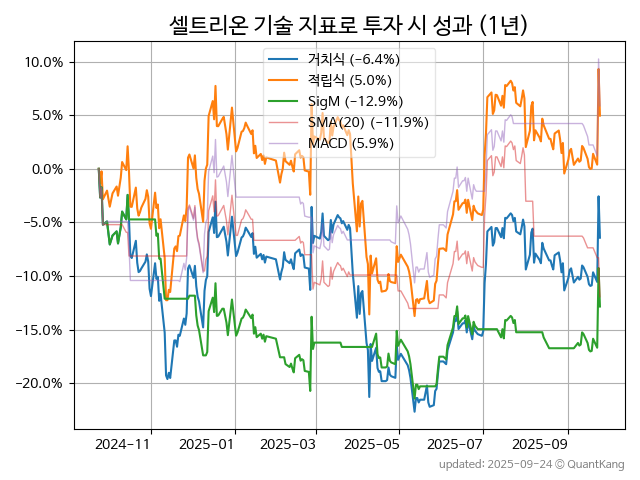 셀트리온 기술 지표로 투자 시 성과 (1년)
거치식 (−6.4%)
적립식 (5.0%)
SigM (−12.9%)
SMA(20) (−11.9%)
MACD (5.9%)
10.0%
5.0%
0.0%
−5.0%
−10.0%
−15.0%
−20.0%
2024-11 2025-01 2025-03 2025-05 2025-07 2025-09
updated: 2025-09-24 © QuantKang